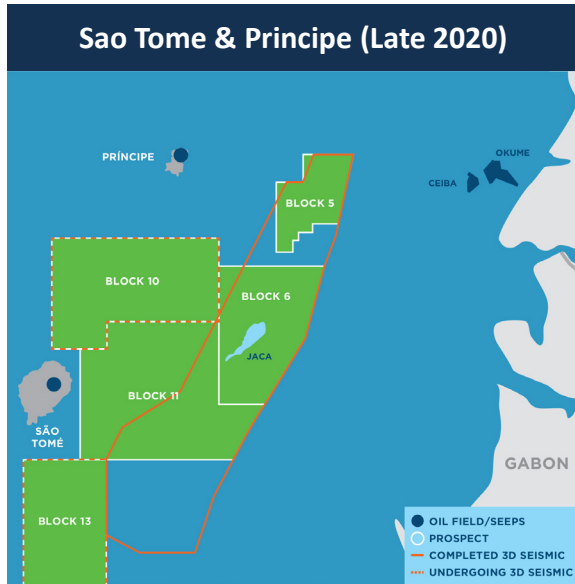 Sao Tome & Principe (Late 2020)
PRÍNCIPE
OKUME
CEIBA
BLOCK 5
BLOCK 10
BLOCK 6
JACA
BLOCK 11
SÃO
TOMÉ
GABON
BLOCK 13
OIL FIELD/SEEPS
PROSPECT
COMPLETED 3D SEISMIC
UNDERGOING 3D SEISMIC